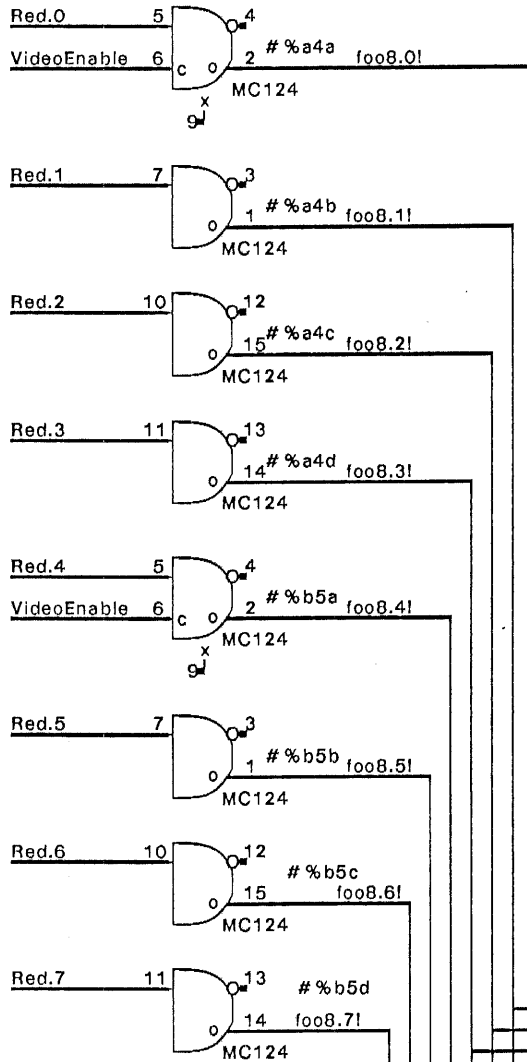 Red.0 5 4
VideoEnable 6 c o 2 # %a4a foo8.0!
x MC124
9
Red.1 7 3
o 1 # %a4b foo8.1!
MC124
Red.2 10 12
o 15 # %a4c foo8.2!
MC124
Red.3 11 13
o 14 # %a4d foo8.3!
MC124
Red.4 5 4
VideoEnable 6 c o 2 # %b5a foo8.4!
x MC124
9
Red.5 7 3
o 1 # %b5b foo8.5!
MC124
Red.6 10 12
o 15 # %b5c foo8.6!
MC124
Red.7 11 13
# %b5d
o 14 foo8.7!
MC124